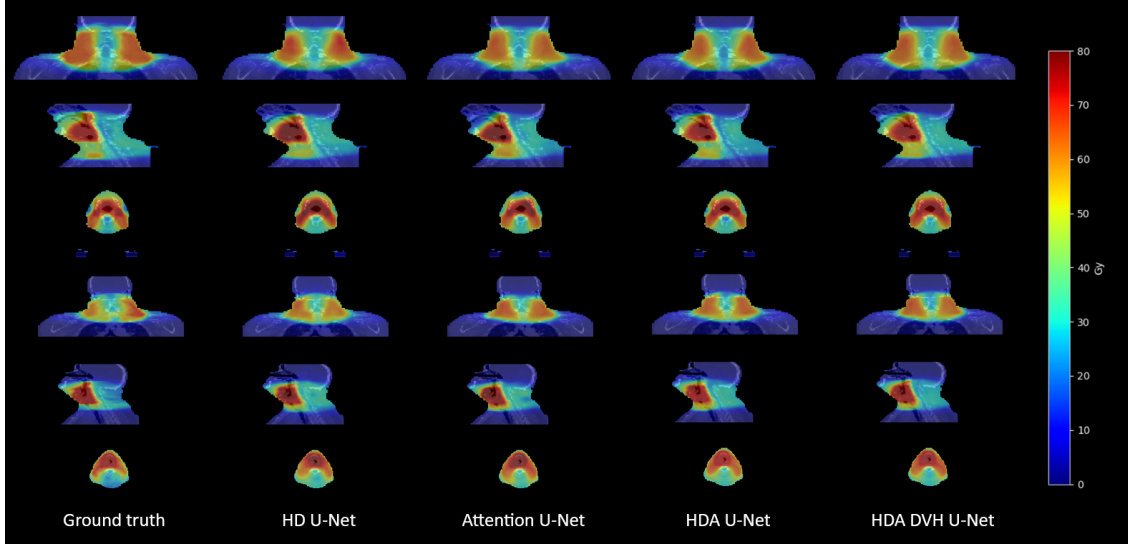 80
70
60
50
40
30
20
10
0
Gy
Ground truth
HD U-Net
Attention U-Net
HDA U-Net
HDA DVH U-Net